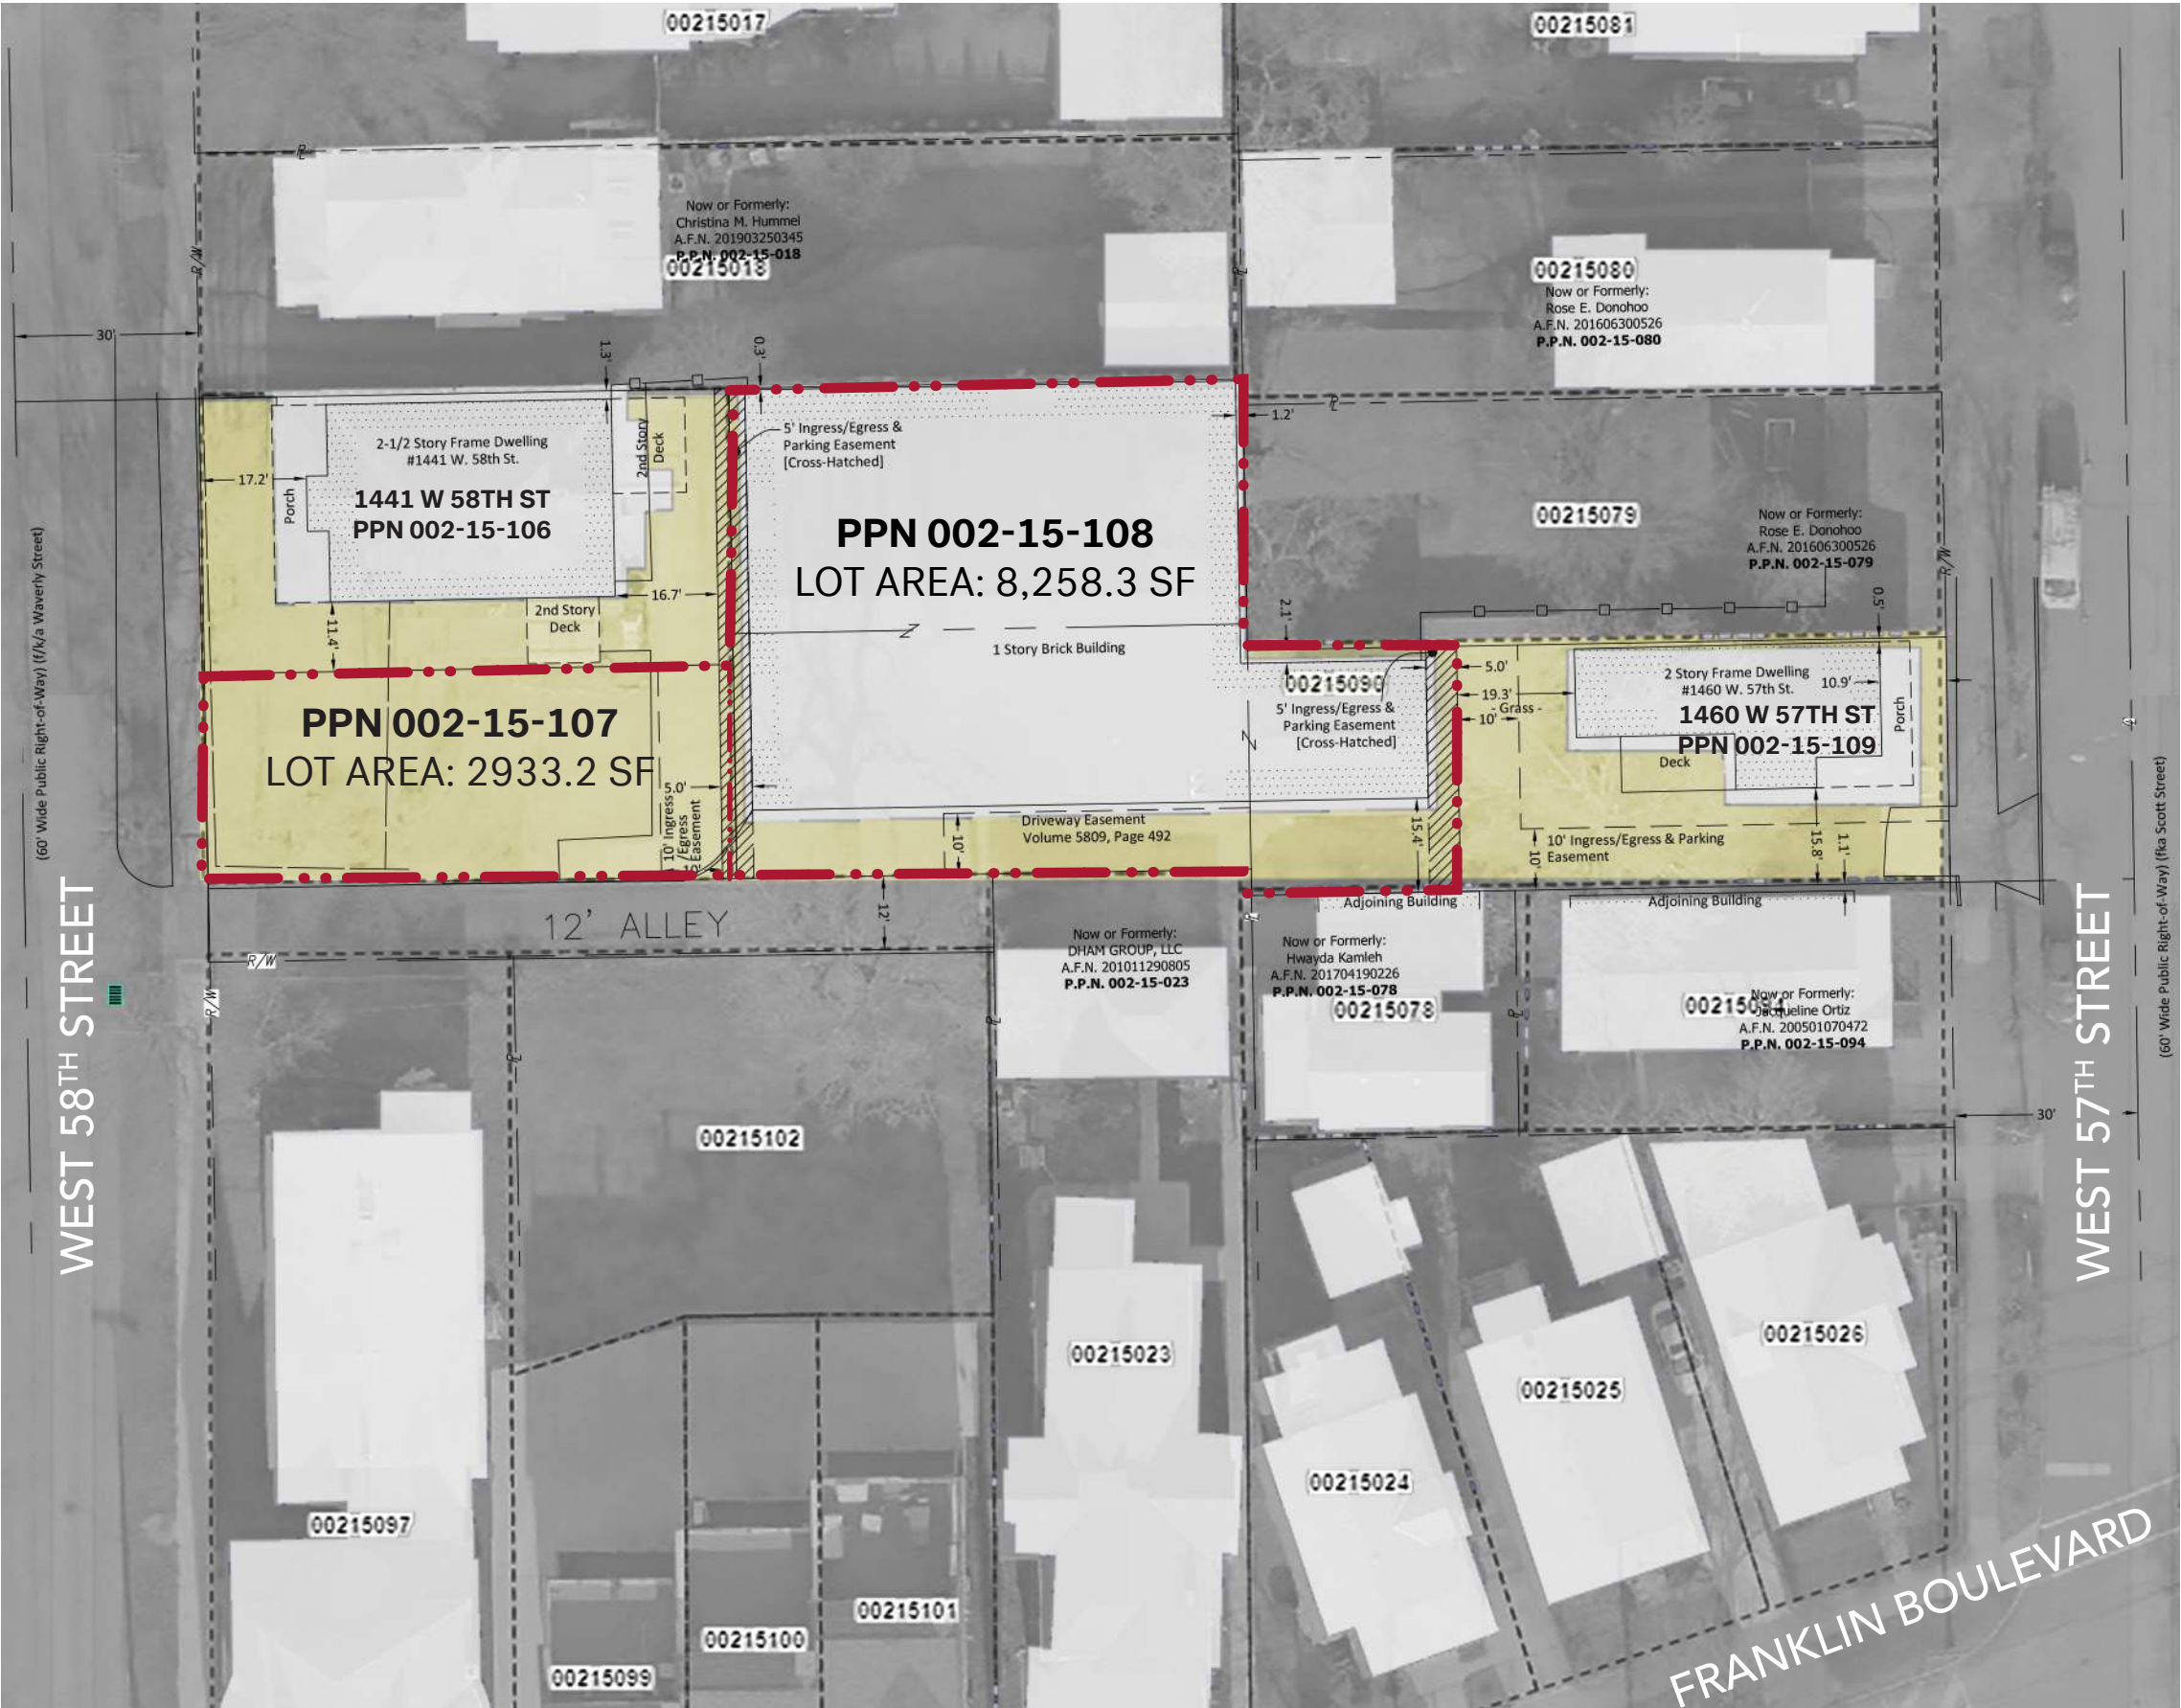 00215017
00215081
Now or Formerly:
Christina M. Hummel
A.F.N. 201903250345
P.P.N. 002-15-018
00215018
00215080
Now or Formerly:
Rose E. Donohoo
A.F.N. 201606300526
P.P.N. 002-15-080
R/W
30'
1.3'
0.3'
1.2'
5' Ingress/Egress &
Parking Easement
[Cross-Hatched]
2-1/2 Story Frame Dwelling
#1441 W. 58th St.
17.2'
Porch
1441 W 58TH ST
PPN 002-15-106
2nd Story
Deck
16.7'
2nd Story
Deck
11.4'
PPN 002-15-108
LOT AREA: 8,258.3 SF
1 Story Brick Building
00215079
Now or Formerly:
Rose E. Donohoo
A.F.N. 201606300526
P.P.N. 002-15-079
R/W
2.1'
0.5'
00215090
5' Ingress/Egress &
Parking Easement
[Cross-Hatched]
5.0'
19.3'
- Grass -
10'
2 Story Frame Dwelling
#1460 W. 57th St.
10.9'
1460 W 57TH ST
PPN 002-15-109
Porch
Deck
PPN 002-15-107
LOT AREA: 2933.2 SF
5.0'
10' Ingress
/Egress
Easement
10'
Driveway Easement
Volume 5809, Page 492
10'
15.4'
10' Ingress/Egress & Parking
Easement
10'
15.8'
1.1'
(60' Wide Public Right-of-Way) (f/k/a Waverly Street)
(60' Wide Public Right-of-Way) (fka Scott Street)
12' ALLEY
12'
Adjoining Building
Adjoining Building
R/W
R/W
Now or Formerly:
DHAM GROUP, LLC
A.F.N. 201011290805
P.P.N. 002-15-023
Now or Formerly:
Hwayda Kamleh
A.F.N. 201704190226
P.P.N. 002-15-078
00215078
Now or Formerly:
Jacqueline Ortiz
A.F.N. 200501070472
P.P.N. 002-15-094
30'
WEST 58TH STREET
WEST 57TH STREET
00215102
00215023
00215026
00215025
00215024
00215097
00215101
00215100
00215099
FRANKLIN BOULEVARD